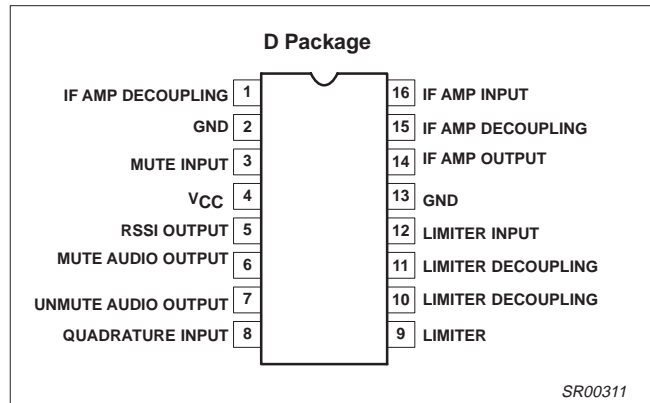 D Package
IF AMP DECOUPLING 1
GND 2
MUTE INPUT 3
VCC 4
RSSI OUTPUT 5
MUTE AUDIO OUTPUT 6
UNMUTE AUDIO OUTPUT 7
QUADRATURE INPUT 8
16 IF AMP INPUT
15 IF AMP DECOUPLING
14 IF AMP OUTPUT
13 GND
12 LIMITER INPUT
11 LIMITER DECOUPLING
10 LIMITER DECOUPLING
9 LIMITER
SR00311